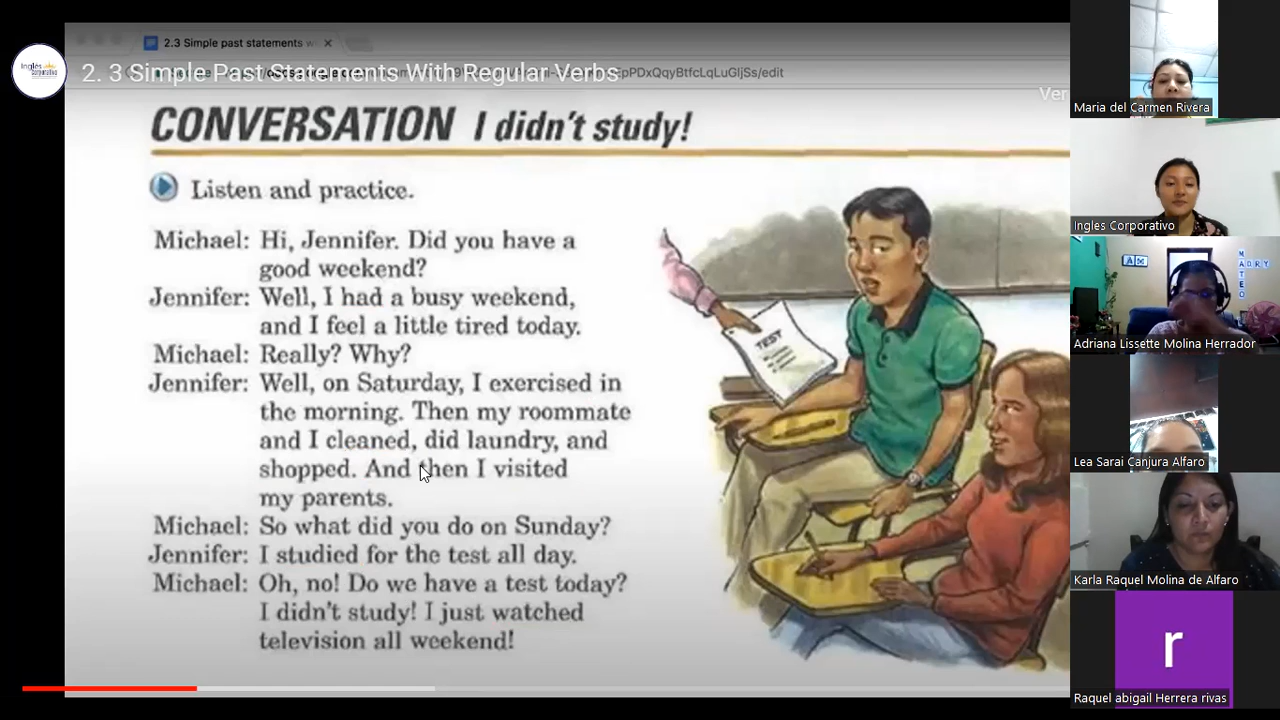 2.3 Simple past statements w
2. 3 Simple Past Statements With Regular Verbs
EpPDxQqyBtfcLqLuGljSs/edit
Inglés
Corporativo
Ver
CONVERSATION I didn't study!
Listen and practice.
Michael: Hi, Jennifer. Did you have a
good weekend?
Jennifer: Well, I had a busy weekend,
and I feel a little tired today.
Michael: Really? Why?
Jennifer: Well, on Saturday, I exercised in
the morning. Then my roommate
and I cleaned, did laundry, and
shopped. And then I visited
my parents.
Michael: So what did you do on Sunday?
Jennifer: I studied for the test all day.
Michael: Oh, no! Do we have a test today?
I didn't study! I just watched
television all weekend!
TEST
Maria del Carmen Rivera
Ingles Corporativo
Adriana Lissette Molina Herrador
Lea Sarai Canjura Alfaro
Karla Raquel Molina de Alfaro
r
Raquel abigail Herrera rivas